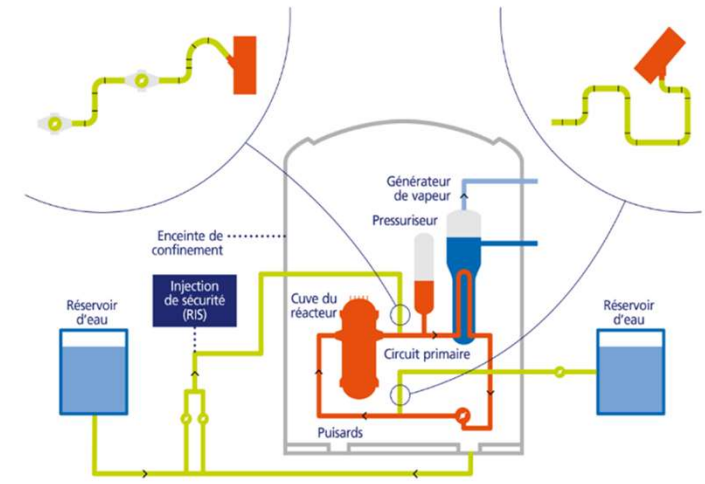 Générateur
de vapeur
Pressuriseur
Enceinte de
confinement
Injection
de sécurité
(RIS)
Cuve du
réacteur
Réservoir
d'eau
Réservoir
d'eau
Circuit primaire
Puisards